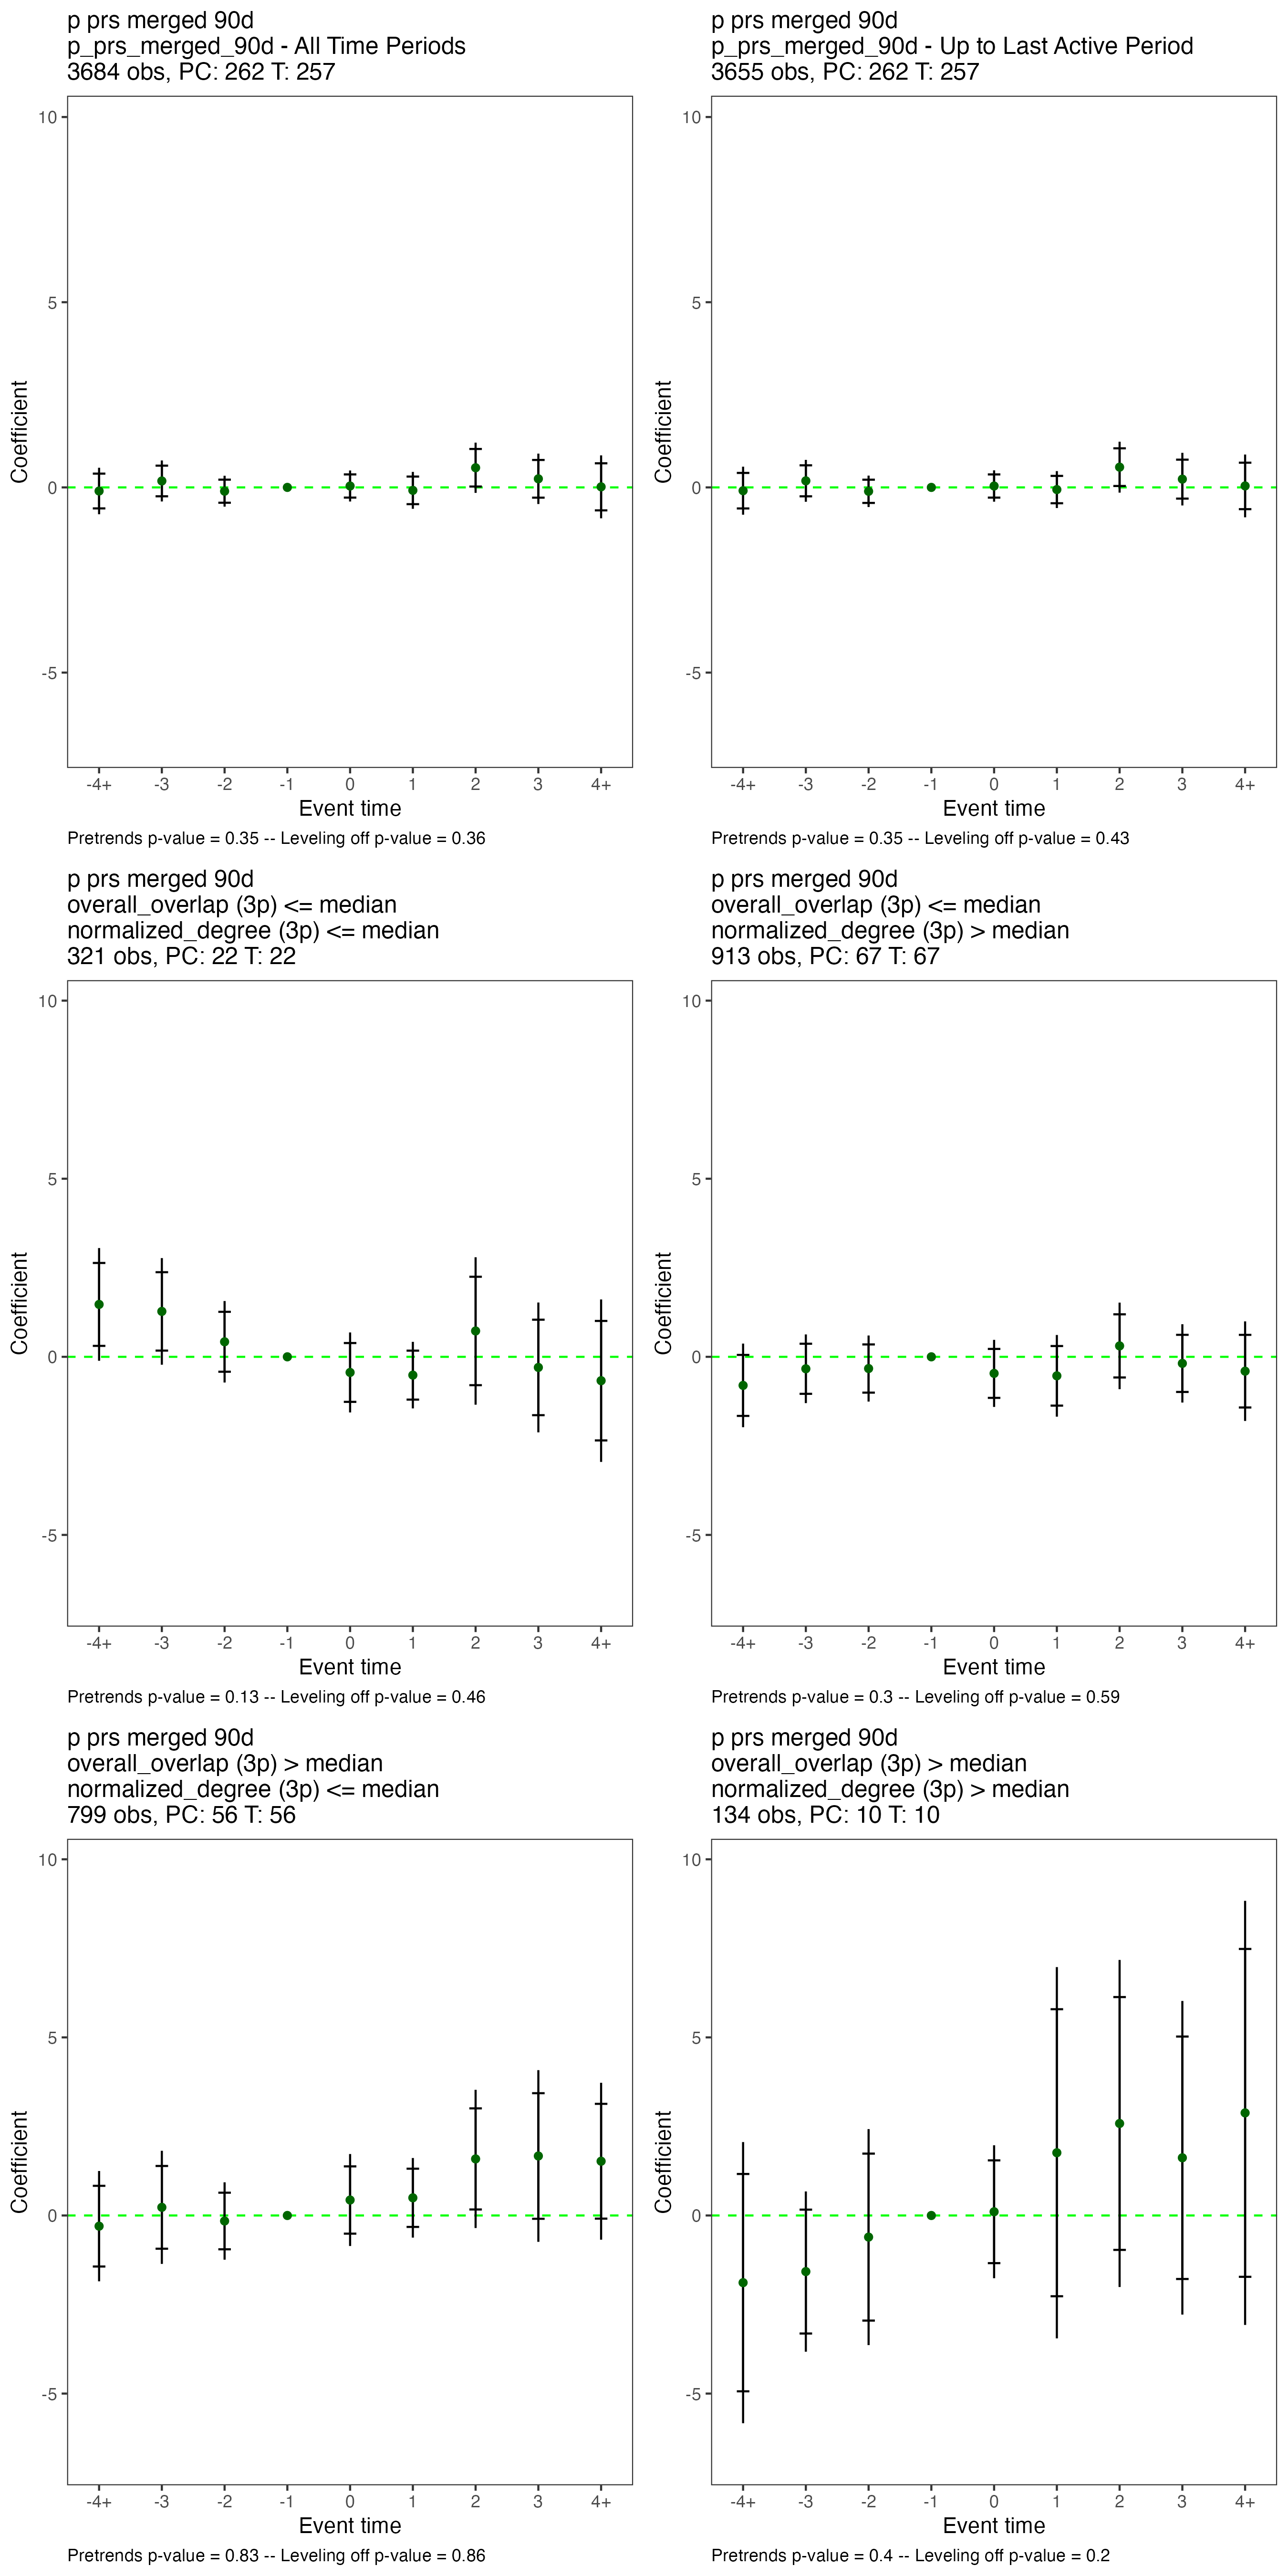 p prs merged 90d
p_prs_merged_90d - All Time Periods
3684 obs, PC: 262 T: 257
10
5
0
-5
Coefficient
-4+ -3 -2 -1 0 1 2 3 4+
Event time
Pretrends p-value = 0.35 -- Leveling off p-value = 0.36
p prs merged 90d
p_prs_merged_90d - Up to Last Active Period
3655 obs, PC: 262 T: 257
10
5
0
-5
Coefficient
-4+ -3 -2 -1 0 1 2 3 4+
Event time
Pretrends p-value = 0.35 -- Leveling off p-value = 0.43
p prs merged 90d
overall_overlap (3p) <= median
normalized_degree (3p) <= median
321 obs, PC: 22 T: 22
10
5
0
-5
Coefficient
-4+ -3 -2 -1 0 1 2 3 4+
Event time
Pretrends p-value = 0.13 -- Leveling off p-value = 0.46
p prs merged 90d
overall_overlap (3p) <= median
normalized_degree (3p) > median
913 obs, PC: 67 T: 67
10
5
0
-5
Coefficient
-4+ -3 -2 -1 0 1 2 3 4+
Event time
Pretrends p-value = 0.3 -- Leveling off p-value = 0.59
p prs merged 90d
overall_overlap (3p) > median
normalized_degree (3p) <= median
799 obs, PC: 56 T: 56
10
5
0
-5
Coefficient
-4+ -3 -2 -1 0 1 2 3 4+
Event time
Pretrends p-value = 0.83 -- Leveling off p-value = 0.86
p prs merged 90d
overall_overlap (3p) > median
normalized_degree (3p) > median
134 obs, PC: 10 T: 10
10
5
0
-5
Coefficient
-4+ -3 -2 -1 0 1 2 3 4+
Event time
Pretrends p-value = 0.4 -- Leveling off p-value = 0.2